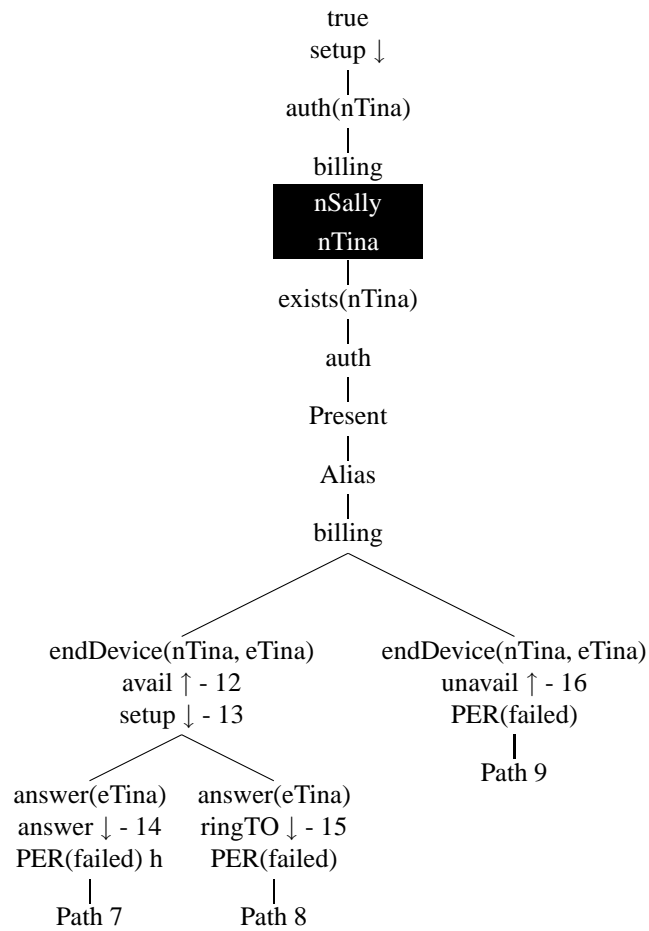 true
setup ↓
auth(nTina)
billing
nSally
nTina
exists(nTina)
auth
Present
Alias
billing
endDevice(nTina, eTina)
avail ↑ - 12
setup ↓ - 13
endDevice(nTina, eTina)
unavail ↑ - 16
PER(failed)
Path 9
answer(eTina)
answer ↓ - 14
PER(failed) h
Path 7
answer(eTina)
ringTO ↓ - 15
PER(failed)
Path 8